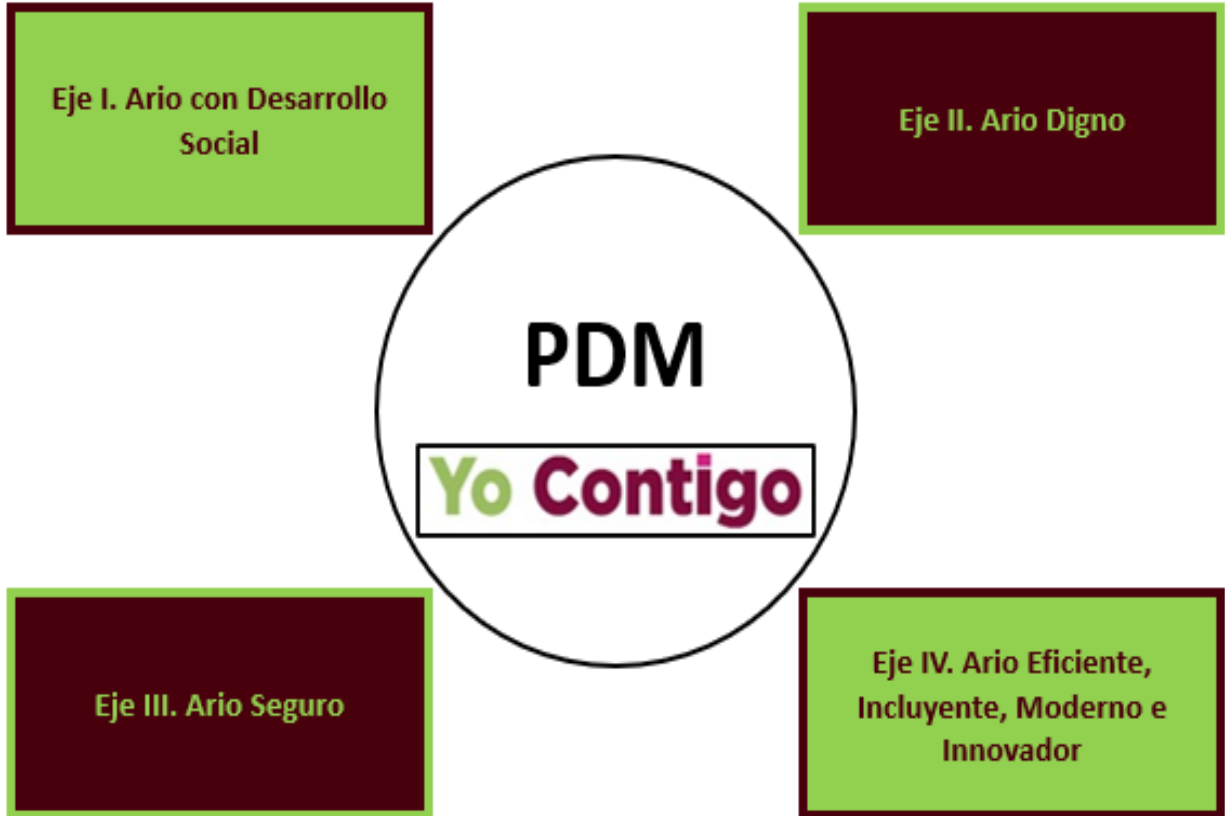 Eje I. Ario con Desarrollo
Social
Eje II. Ario Digno
PDM
Yo Contigo
Eje III. Ario Seguro
Eje IV. Ario Eficiente,
Incluyente, Moderno e
Innovador